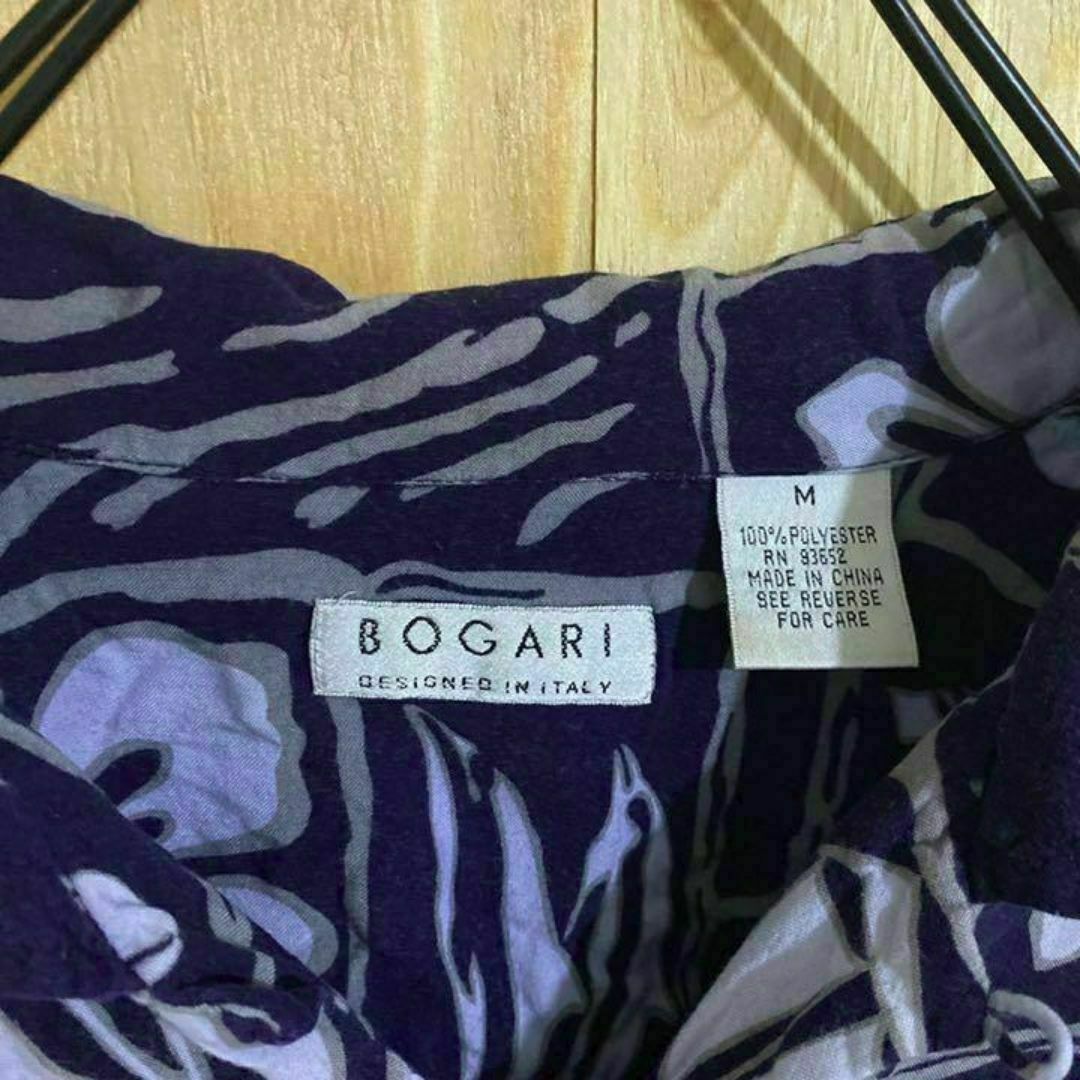 BOGARI
DESIGNED IN ITALY
M
100% POLYESTER
RN 93652
MADE IN CHINA
SEE REVERSE
FOR CARE